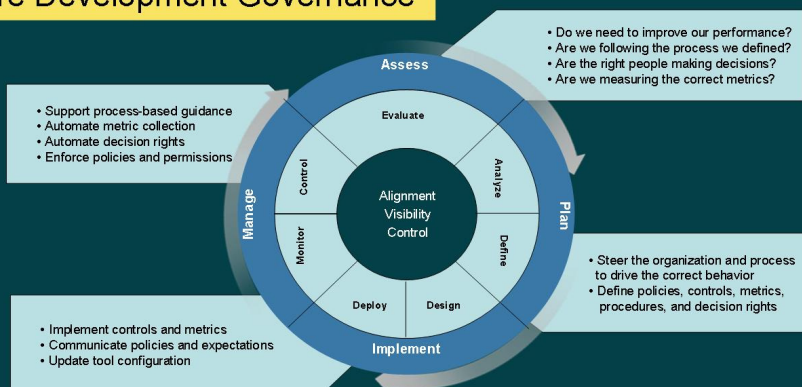 Development Governance
Assess
• Do we need to improve our performance?
• Are we following the process we defined?
• Are the right people making decisions?
• Are we measuring the correct metrics?
• Support process-based guidance
• Automate metric collection
• Automate decision rights
• Enforce policies and permissions
Evaluate
Control
Analyze
Alignment
Visibility
Control
Manage
Plan
Monitor
Define
• Steer the organization and process
to drive the correct behavior
• Define policies, controls, metrics,
procedures, and decision rights
Deploy
Design
• Implement controls and metrics
• Communicate policies and expectations
• Update tool configuration
Implement